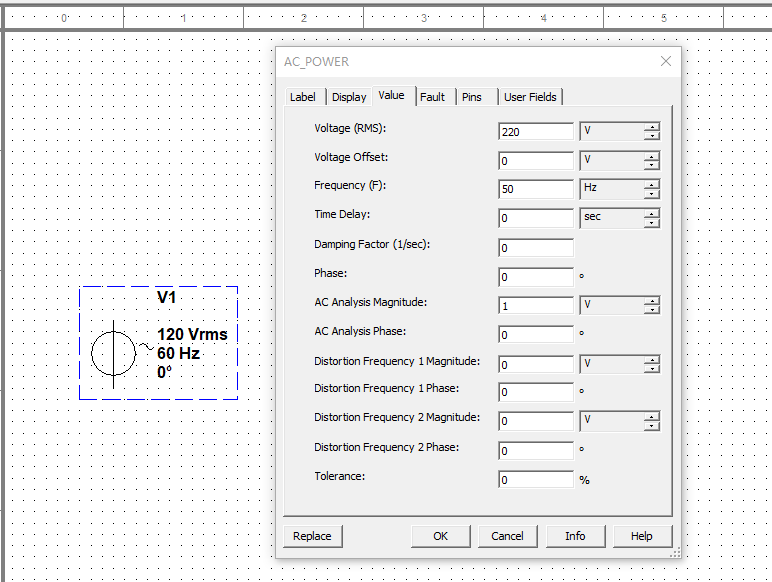 0 1 2 3 4 5
AC_POWER
Label Display Value Fault Pins User Fields
Voltage (RMS): 220 V
Voltage Offset: 0 V
Frequency (F): 50 Hz
Time Delay: 0 sec
Damping Factor (1/sec): 0
Phase: 0 °
AC Analysis Magnitude: 1 V
AC Analysis Phase: 0 °
Distortion Frequency 1 Magnitude: 0 V
Distortion Frequency 1 Phase: 0 °
Distortion Frequency 2 Magnitude: 0 V
Distortion Frequency 2 Phase: 0 °
Tolerance: 0 %
Replace OK Cancel Info Help
V1
120 Vrms
60 Hz
0°